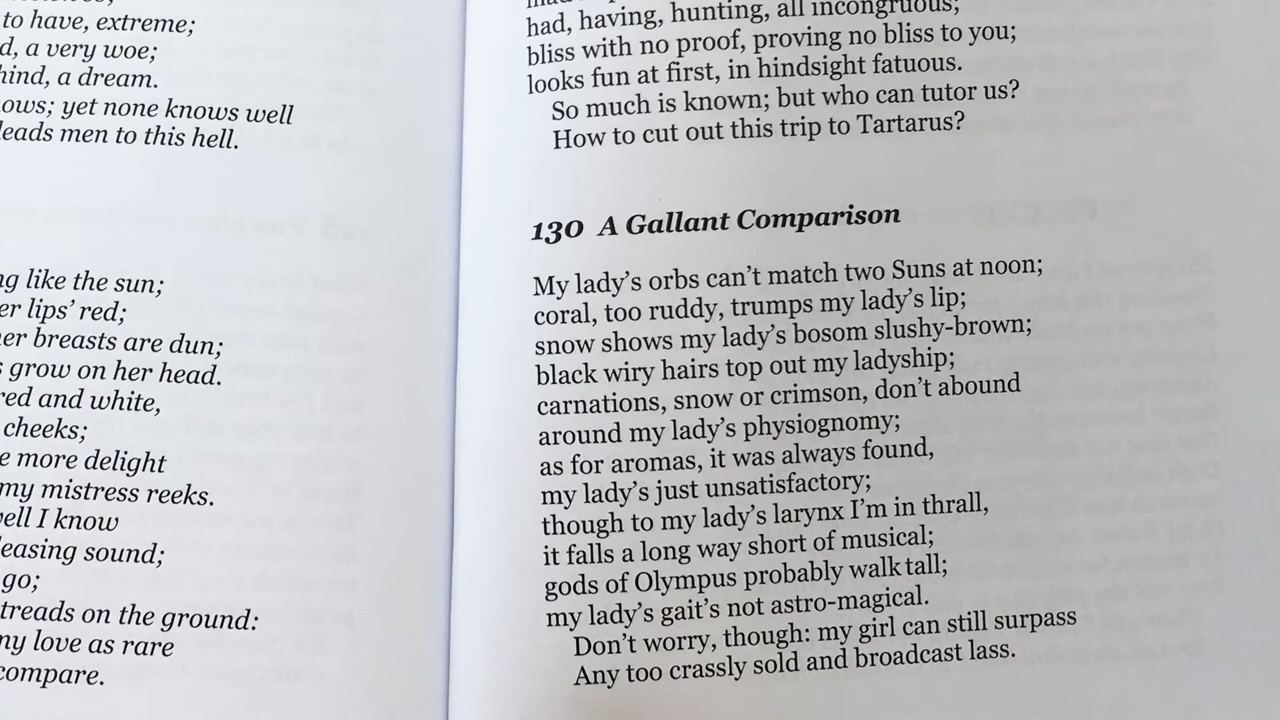 to have, extreme;
a very woe;
a dream.
yet none knows well
leads men to this hell.
like the sun;
lips' red;
breasts are dun;
grow on her head.
red and white,
cheeks;
more delight
my mistress reeks.
I know
sound;
go;
treads on the ground:
love as rare
compare.
had, having, hunting, all incongruous;
bliss with no proof, proving no bliss to you;
looks fun at first, in hindsight fatuous.
So much is known; but who can tutor us?
How to cut out this trip to Tartarus?
130 A Gallant Comparison
My lady's orbs can't match two Suns at noon;
coral, too ruddy, trumps my lady's lip;
snow shows my lady's bosom slushy-brown;
black wiry hairs top out my ladyship;
carnations, snow or crimson, don't abound
around my lady's physiognomy;
as for aromas, it was always found,
my lady's just unsatisfactory;
though to my lady's larynx I'm in thrall,
it falls a long way short of musical;
gods of Olympus probably walk tall;
my lady's gait's not astro-magical.
Don't worry, though: my girl can still surpass
Any too crassly sold and broadcast lass.